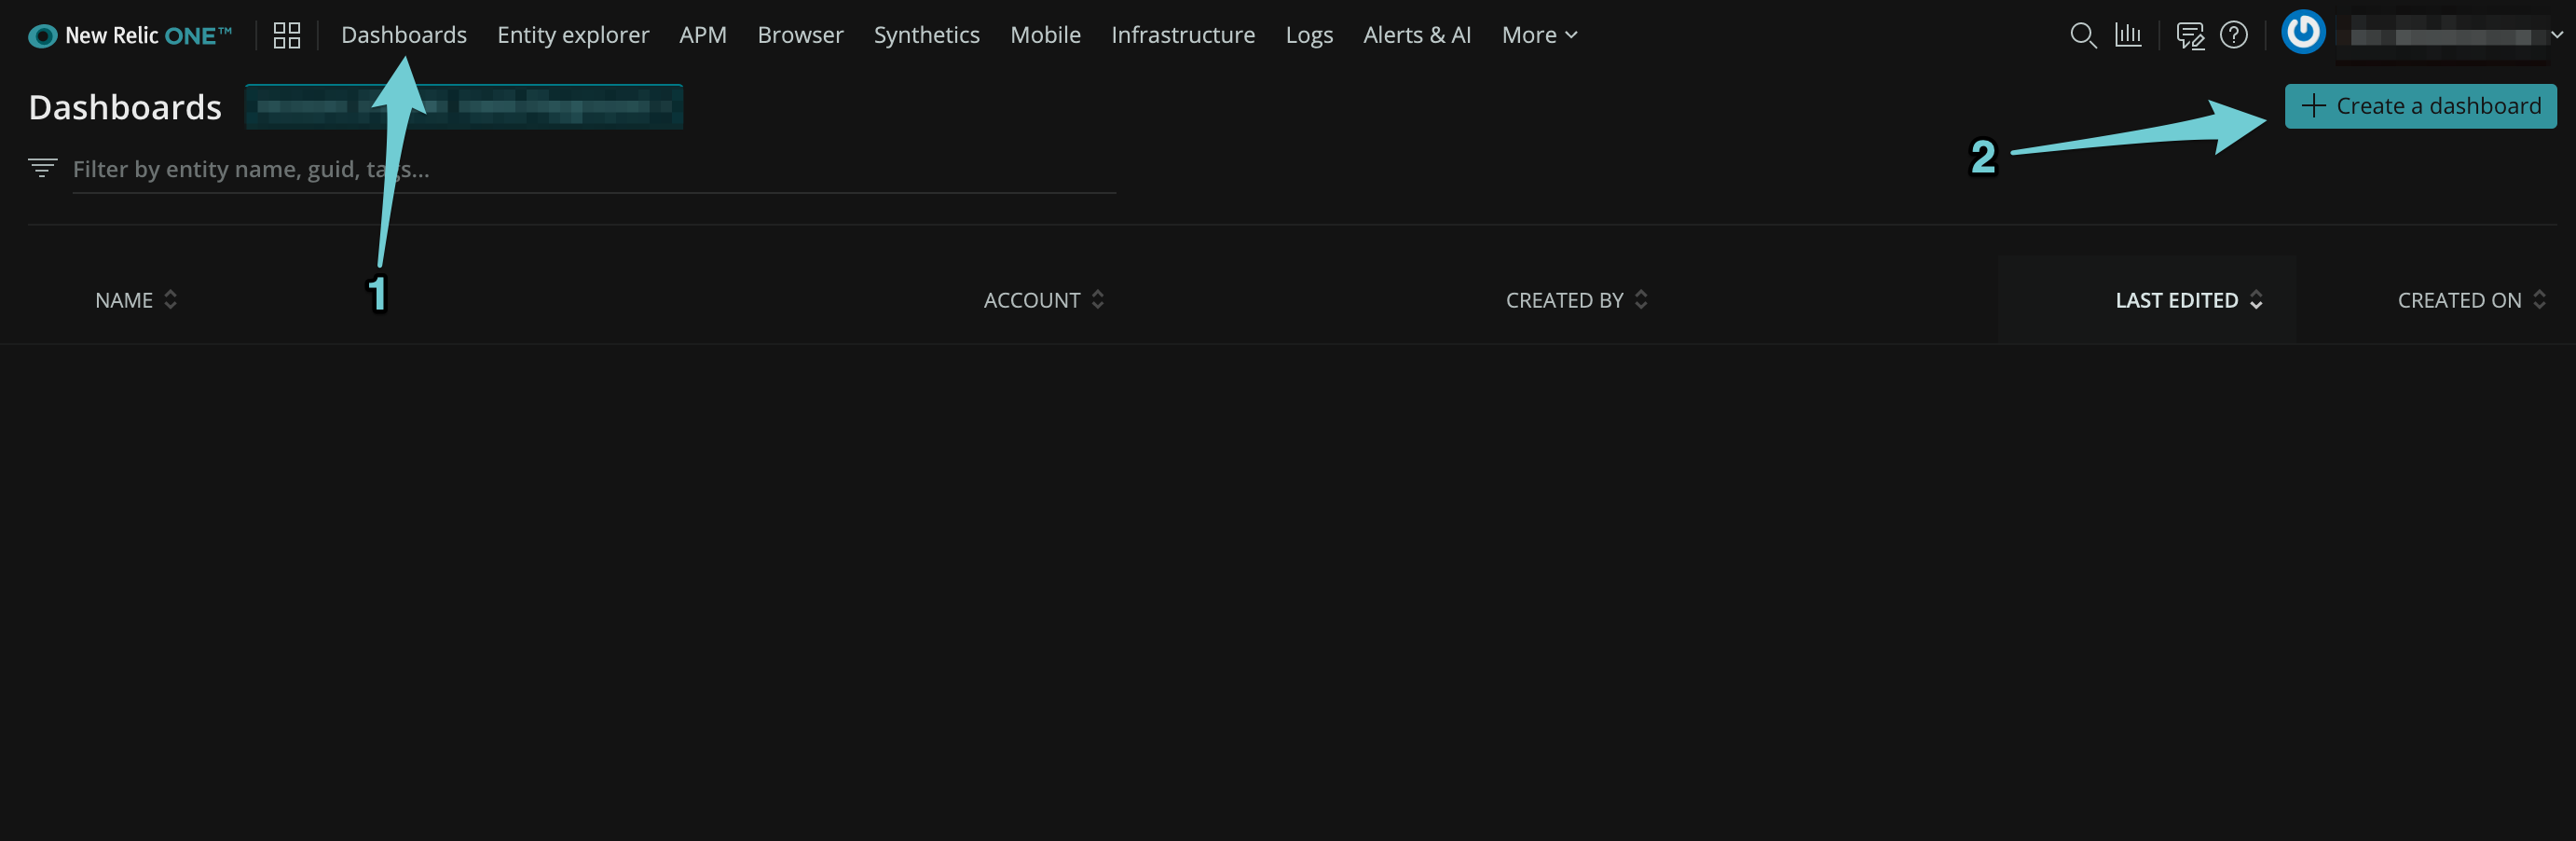 New Relic ONE™ Dashboards Entity explorer APM Browser Synthetics Mobile Infrastructure Logs Alerts & AI More
Dashboards + Create a dashboard
2
Filter by entity name, guid, tags...
1
NAME ACCOUNT CREATED BY LAST EDITED CREATED ON